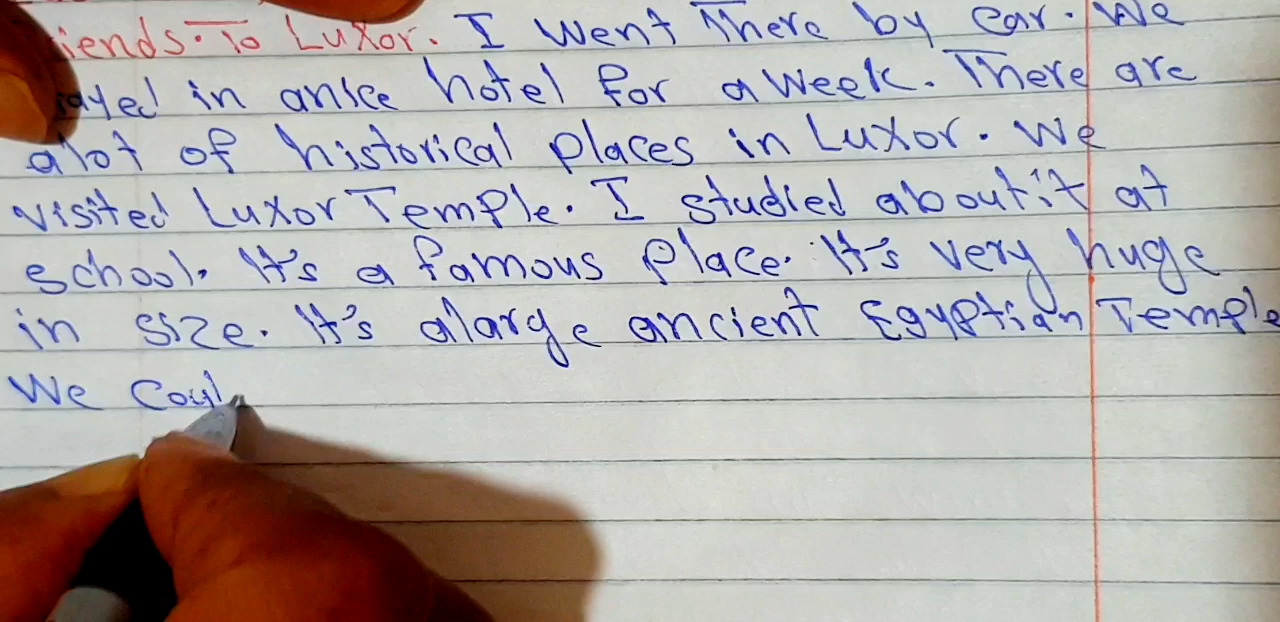 iends. To Luxor. I went There by car. We
ayed in anice hotel for a week. There are
alot of historical places in Luxor. We
visited Luxor Temple. I studied about it at
school. It's a famous place. It's very huge
in size. It's alarge ancient Egyptian Temple
We Coul